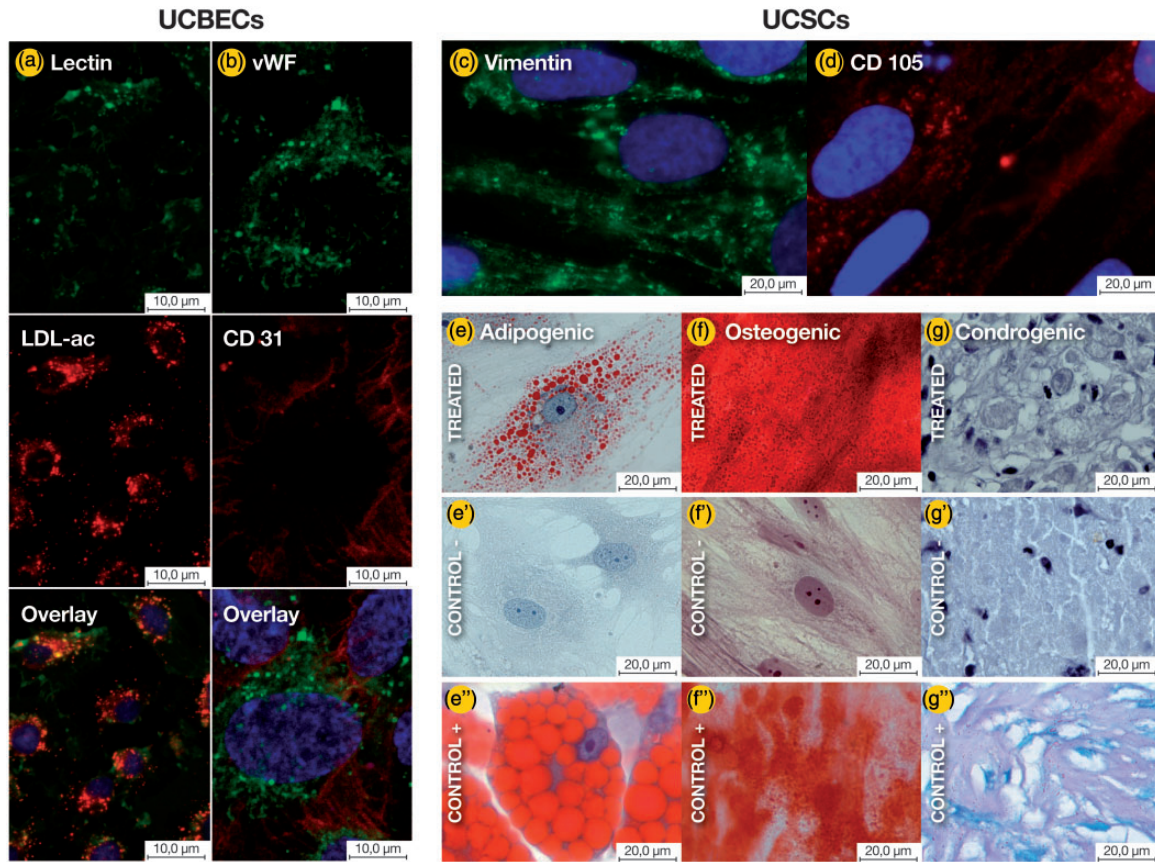 UCBECs
UCSCs
(a) Lectin
(b) vWF
(c) Vimentin
(d) CD 105
10,0 µm
10,0 µm
20,0 µm
20,0 µm
LDL-ac
CD 31
10,0 µm
10,0 µm
(e) Adipogenic
(f) Osteogenic
(g) Condrogenic
TREATED
TREATED
TREATED
20,0 µm
20,0 µm
20,0 µm
(e')
(f')
(g')
CONTROL -
CONTROL -
CONTROL -
20,0 µm
20,0 µm
20,0 µm
Overlay
Overlay
10,0 µm
10,0 µm
(e'')
(f'')
(g'')
CONTROL +
CONTROL +
CONTROL +
20,0 µm
20,0 µm
20,0 µm